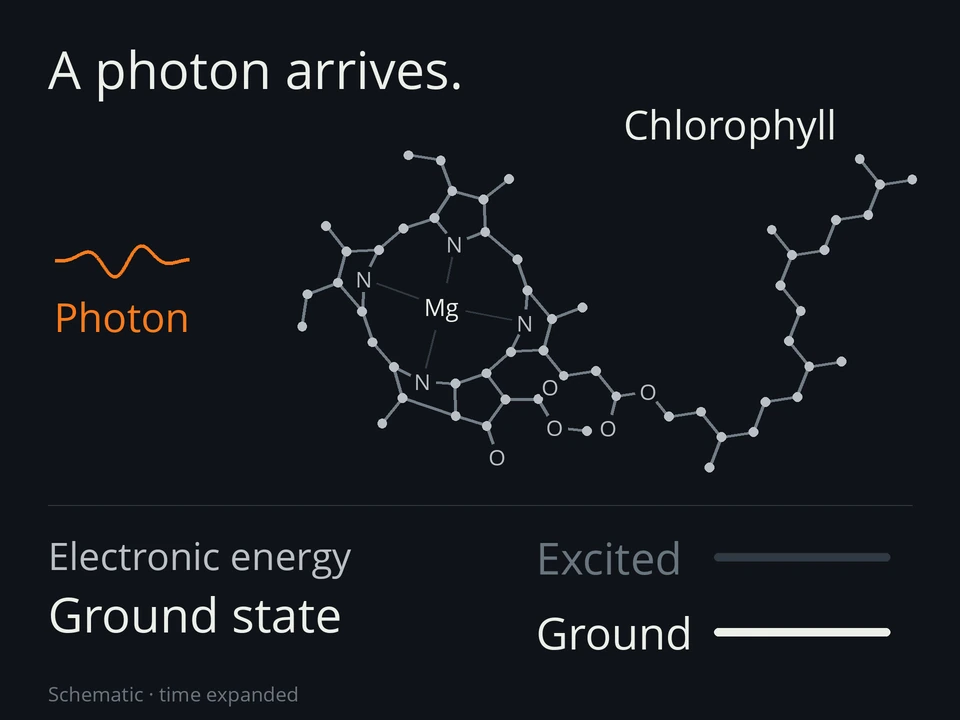 A photon arrives.
Chlorophyll
N
N
Mg
N
N
Photon
O
O
O
O
O
Electronic energy
Ground state
Excited
Ground
Schematic · time expanded